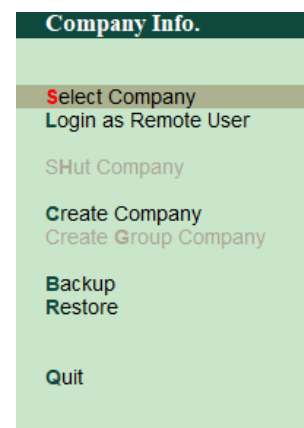 Company Info.
Select Company
Login as Remote User
SHut Company
Create Company
Create Group Company
Backup
Restore
Quit